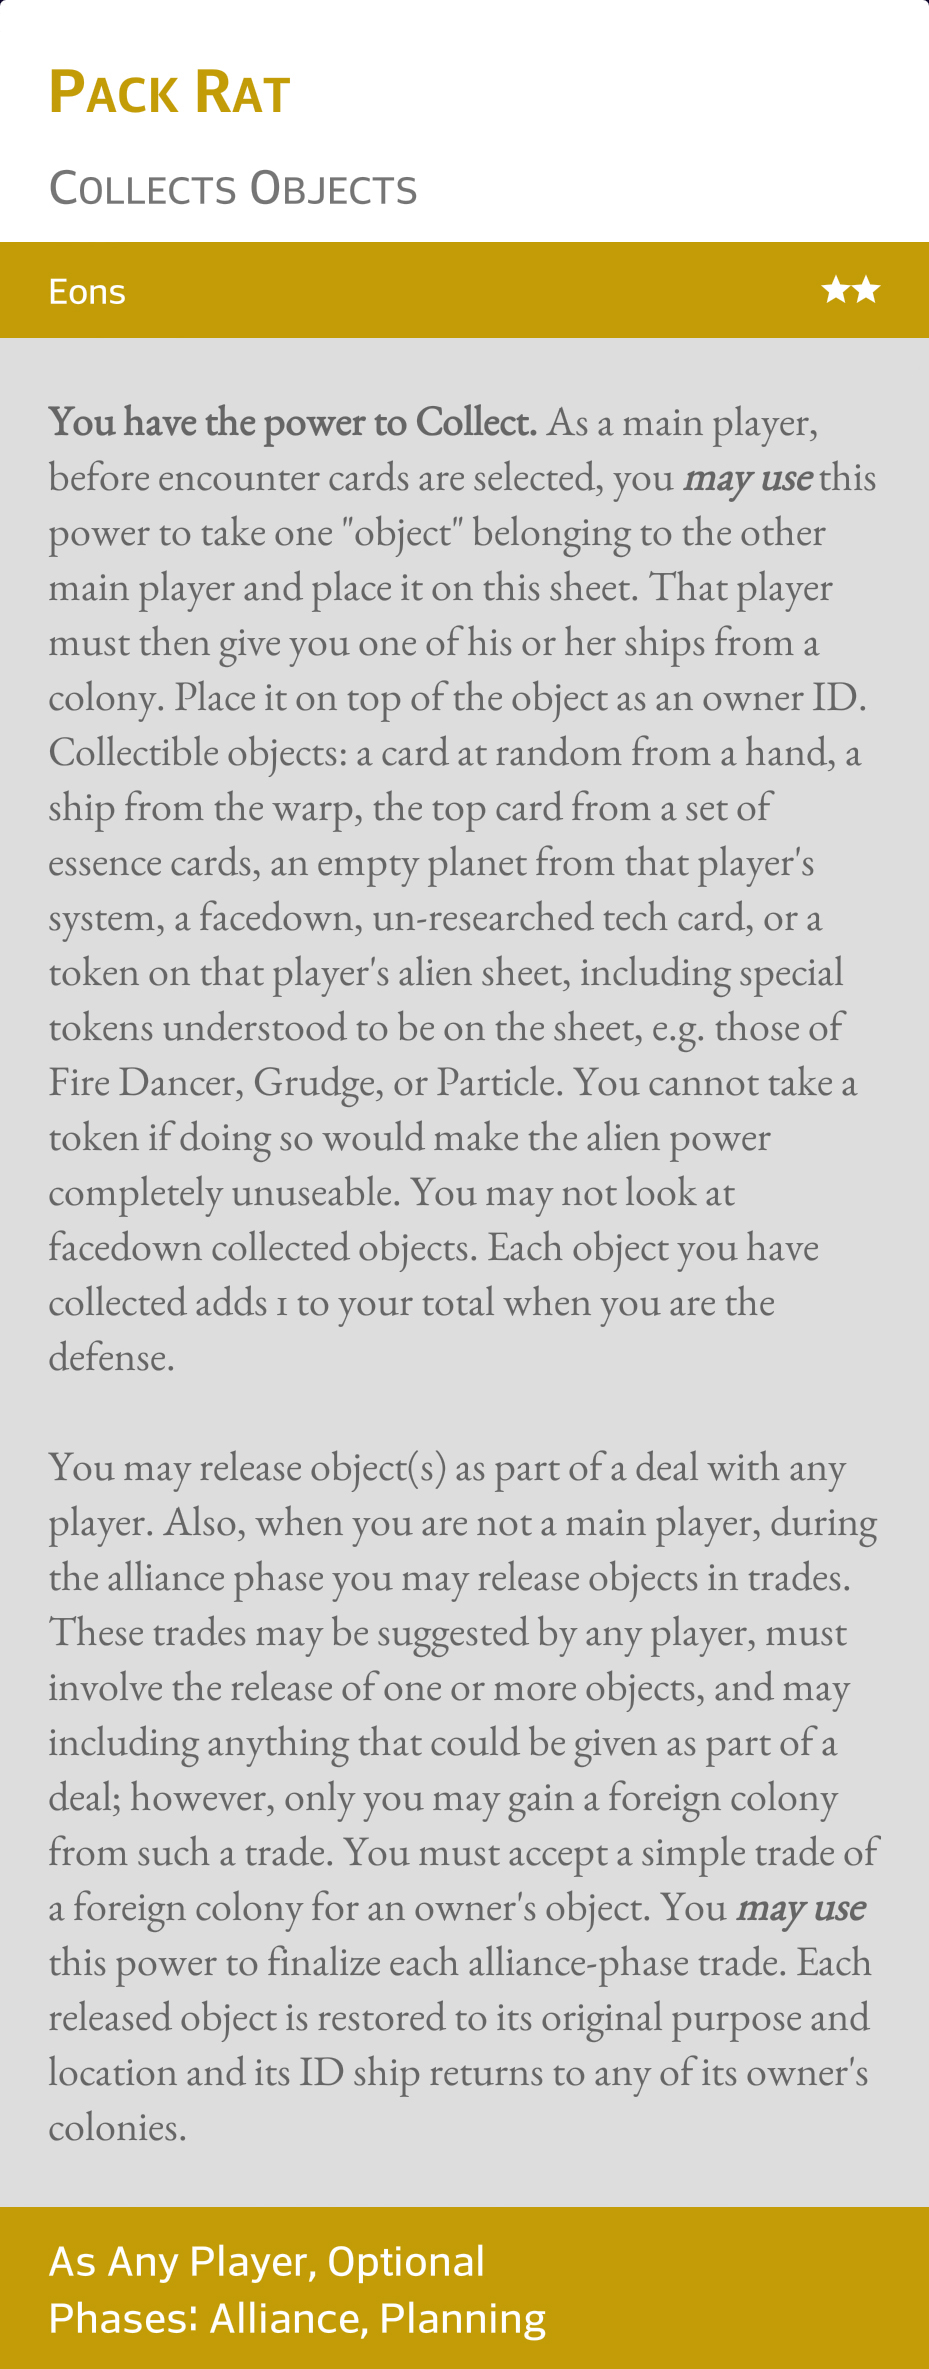 Pack Rat
Collects Objects
Eons ★★
You have the power to Collect. As a main player,
before encounter cards are selected, you may use this
power to take one "object" belonging to the other
main player and place it on this sheet. That player
must then give you one of his or her ships from a
colony. Place it on top of the object as an owner ID.
Collectible objects: a card at random from a hand, a
ship from the warp, the top card from a set of
essence cards, an empty planet from that player's
system, a facedown, un-researched tech card, or a
token on that player's alien sheet, including special
tokens understood to be on the sheet, e.g. those of
Fire Dancer, Grudge, or Particle. You cannot take a
token if doing so would make the alien power
completely unuseable. You may not look at
facedown collected objects. Each object you have
collected adds 1 to your total when you are the
defense.
You may release object(s) as part of a deal with any
player. Also, when you are not a main player, during
the alliance phase you may release objects in trades.
These trades may be suggested by any player, must
involve the release of one or more objects, and may
including anything that could be given as part of a
deal; however, only you may gain a foreign colony
from such a trade. You must accept a simple trade of
a foreign colony for an owner's object. You may use
this power to finalize each alliance-phase trade. Each
released object is restored to its original purpose and
location and its ID ship returns to any of its owner's
colonies.
As Any Player, Optional
Phases: Alliance, Planning